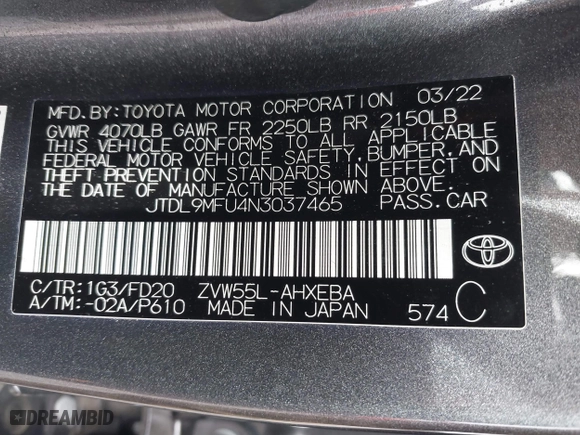 MFD.BY:TOYOTA MOTOR CORPORATION 03/22
GVWR 4070LB GAWR FR 2250LB RR 2150LB
THIS VEHICLE CONFORMS TO ALL APPLICABLE
FEDERAL MOTOR VEHICLE SAFETY,BUMPER,AND
THEFT PREVENTION STANDARDS IN EFFECT ON
THE DATE OF MANUFACTURE SHOWN ABOVE.
JTDL9MFU4N3037465 PASS.CAR
C/TR:1G3/FD20 ZVW55L-AHXEBA
A/TM:-02A/P610 MADE IN JAPAN 574 C
DREAMBID